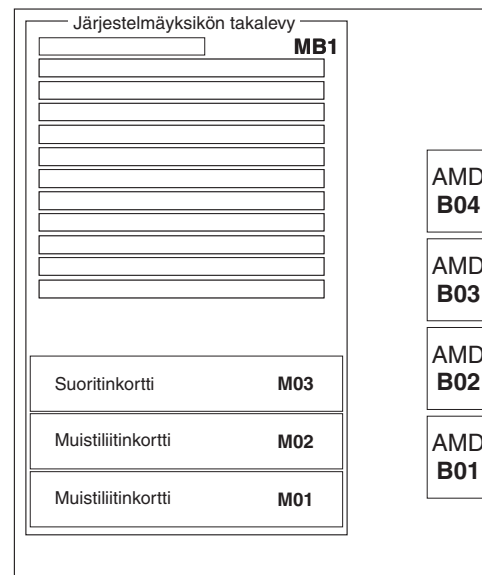 Järjestelmäyksikön takalevy
MB1
Suoritinkortti M03
Muistiliitinkortti M02
Muistiliitinkortti M01
AMD
B04
AMD
B03
AMD
B02
AMD
B01